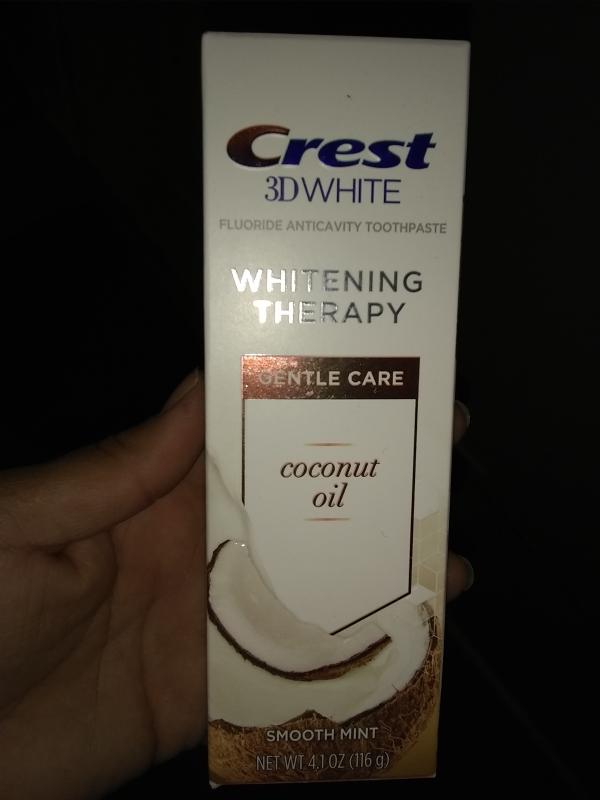 Crest
3D WHITE
FLUORIDE ANTICAVITY TOOTHPASTE
WHITENING
THERAPY
GENTLE CARE
coconut
oil
SMOOTH MINT
NET WT 4.1 OZ (116 g)